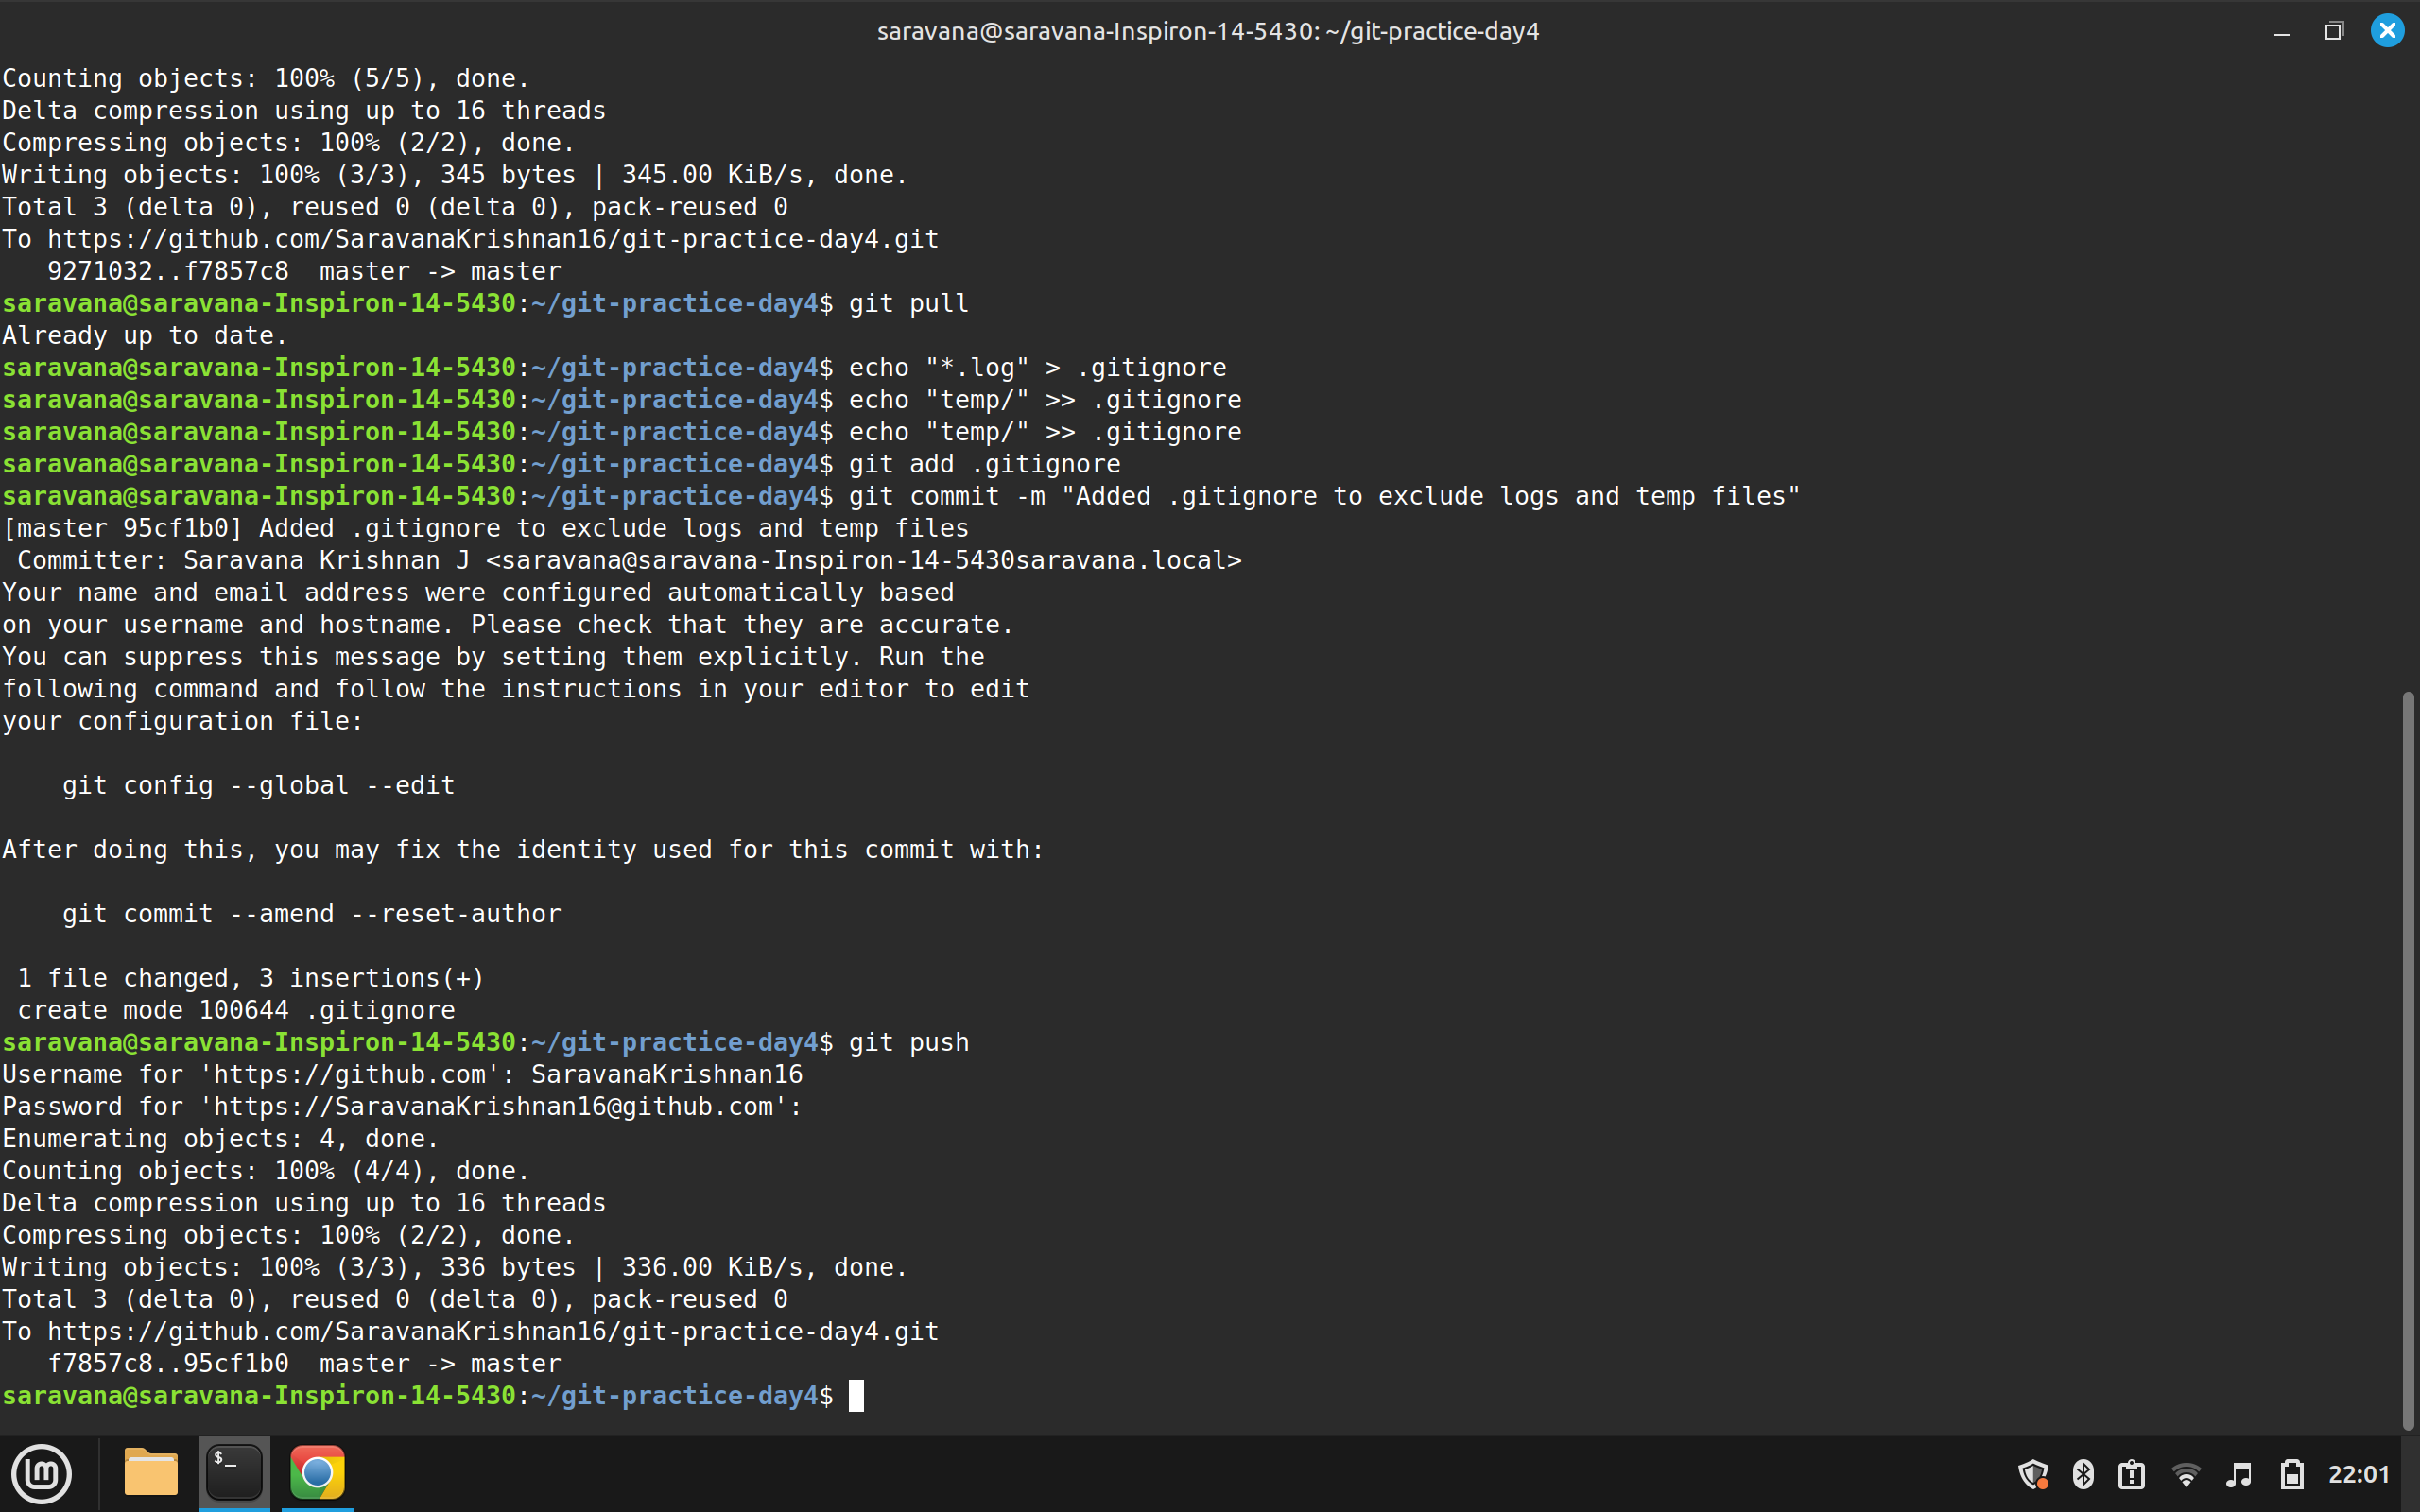 saravana@saravana-Inspiron-14-5430: ~/git-practice-day4
Counting objects: 100% (5/5), done.
Delta compression using up to 16 threads
Compressing objects: 100% (2/2), done.
Writing objects: 100% (3/3), 345 bytes | 345.00 KiB/s, done.
Total 3 (delta 0), reused 0 (delta 0), pack-reused 0
To https://github.com/SaravanaKrishnan16/git-practice-day4.git
   9271032..f7857c8  master -> master
saravana@saravana-Inspiron-14-5430:~/git-practice-day4$ git pull
Already up to date.
saravana@saravana-Inspiron-14-5430:~/git-practice-day4$ echo "*.log" > .gitignore
saravana@saravana-Inspiron-14-5430:~/git-practice-day4$ echo "temp/" >> .gitignore
saravana@saravana-Inspiron-14-5430:~/git-practice-day4$ echo "temp/" >> .gitignore
saravana@saravana-Inspiron-14-5430:~/git-practice-day4$ git add .gitignore
saravana@saravana-Inspiron-14-5430:~/git-practice-day4$ git commit -m "Added .gitignore to exclude logs and temp files"
[master 95cf1b0] Added .gitignore to exclude logs and temp files
 Committer: Saravana Krishnan J <saravana@saravana-Inspiron-14-5430saravana.local>
Your name and email address were configured automatically based
on your username and hostname. Please check that they are accurate.
You can suppress this message by setting them explicitly. Run the
following command and follow the instructions in your editor to edit
your configuration file:
    git config --global --edit
After doing this, you may fix the identity used for this commit with:
    git commit --amend --reset-author
 1 file changed, 3 insertions(+)
 create mode 100644 .gitignore
saravana@saravana-Inspiron-14-5430:~/git-practice-day4$ git push
Username for 'https://github.com': SaravanaKrishnan16
Password for 'https://SaravanaKrishnan16@github.com':
Enumerating objects: 4, done.
Counting objects: 100% (4/4), done.
Delta compression using up to 16 threads
Compressing objects: 100% (2/2), done.
Writing objects: 100% (3/3), 336 bytes | 336.00 KiB/s, done.
Total 3 (delta 0), reused 0 (delta 0), pack-reused 0
To https://github.com/SaravanaKrishnan16/git-practice-day4.git
   f7857c8..95cf1b0  master -> master
saravana@saravana-Inspiron-14-5430:~/git-practice-day4$
$_
22:01